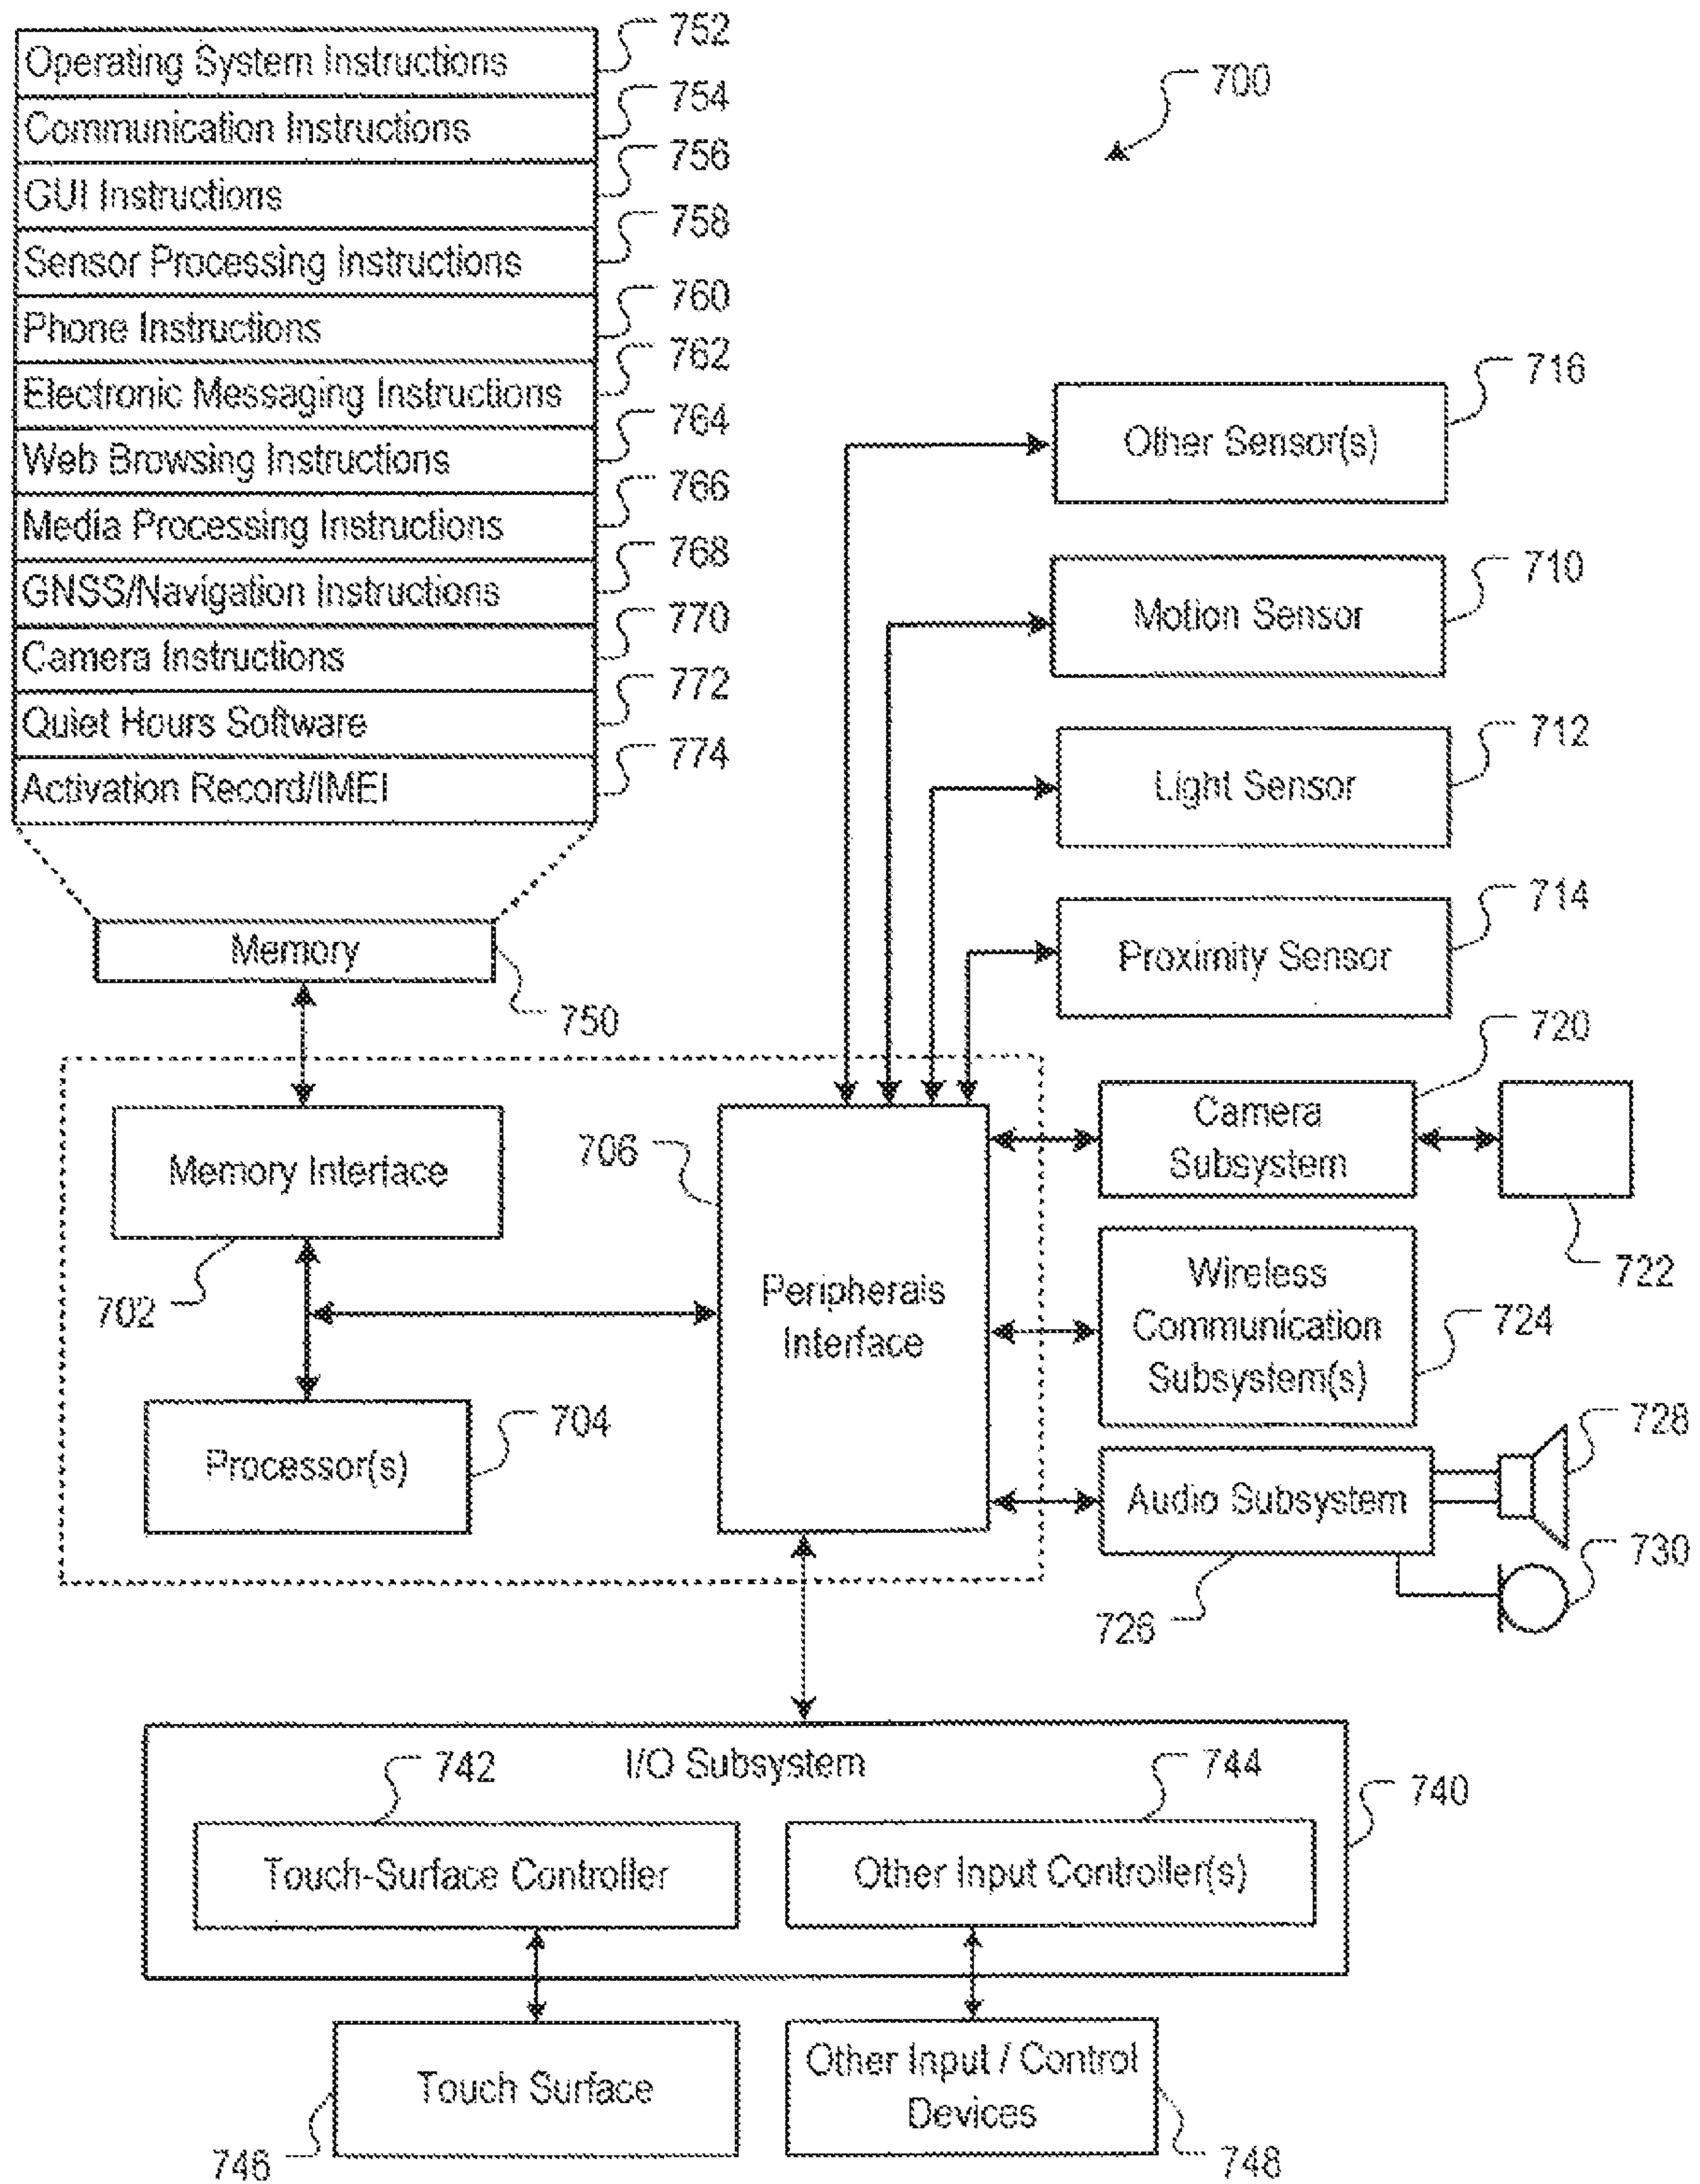 Operating System Instructions
752
Communication Instructions
754
GUI Instructions
756
Sensor Processing Instructions
758
Phone Instructions
760
Electronic Messaging Instructions
762
Web Browsing Instructions
764
Media Processing Instructions
766
GNSS/Navigation Instructions
768
Camera Instructions
770
Quiet Hours Software
772
Activation Record/IMEI
774
Memory
750
700
Other Sensor(s)
716
Motion Sensor
710
Light Sensor
712
Proximity Sensor
714
Memory Interface
702
Processor(s)
704
706
Peripherals
Interface
Camera
Subsystem
720
722
Wireless
Communication
Subsystem(s)
724
Audio Subsystem
726
728
730
I/O Subsystem
740
742
Touch-Surface Controller
744
Other Input Controller(s)
Touch Surface
746
Other Input / Control
Devices
748